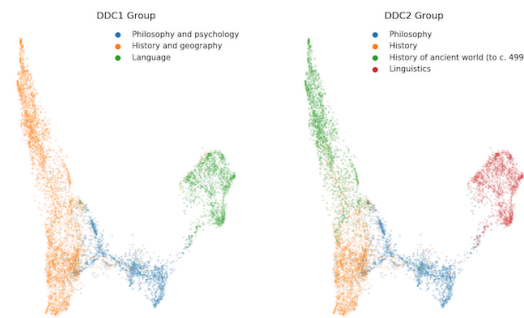 DDC1 Group
Philosophy and psychology
History and geography
Language
DDC2 Group
Philosophy
History
History of ancient world (to c. 499
Linguistics